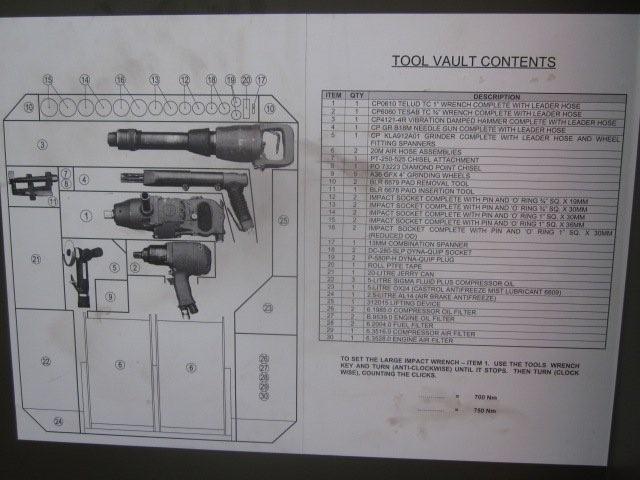 TOOL VAULT CONTENTS
ITEM QTY DESCRIPTION
1 1 CP0610 TELUD TC 1" WRENCH COMPLETE WITH LEADER HOSE
2 1 CP6060 TESAB TC ¾" WRENCH COMPLETE WITH LEADER HOSE
3 1 CP4121-4R VIBRATION DAMPED HAMMER COMPLETE WITH LEADER HOSE
4 1 CP GR B18M NEEDLE GUN COMPLETE WITH LEADER HOSE
5 1 CP KLA912A01 GRINDER COMPLETE WITH LEADER HOSE AND WHEEL
FITTING SPANNERS
6 2 20M AIR HOSE ASSEMBLIES
7 1 PT-250-525 CHISEL ATTACHMENT
8 1 PO 73223 DIAMOND POINT CHISEL
9 A36 GFX 4" GRINDING WHEELS
10 2 BLR 6679 PAD REMOVAL TOOL
11 1 BLR 6678 PAD INSERTION TOOL
12 2 IMPACT SOCKET COMPLETE WITH PIN AND 'O' RING ¾" SQ. X 19MM
13 2 IMPACT SOCKET COMPLETE WITH PIN AND 'O' RING ¾" SQ. X 30MM
14 2 IMPACT SOCKET COMPLETE WITH PIN AND 'O' RING 1" SQ. X 30MM
15 2 IMPACT SOCKET COMPLETE WITH PIN AND 'O' RING 1" SQ. X 36MM
16 2 IMPACT SOCKET COMPLETE WITH PIN AND 'O' RING 1" SQ. X 30MM
(REDUCED OD)
17 1 13MM COMBINATION SPANNER
18 2 DC-280-SLP DYNA-QUIP SOCKET
19 2 P-580P-H DYNA-QUIP PLUG
20 1 ROLL PTFE TAPE
21 1 20-LITRE JERRY CAN
22 3 5-LITRE SIGMA FLUID PLUS COMPRESSOR OIL
23 1 5-LITRE DX24 (CASTROL ANTIFREEZE MIST LUBRICANT 6609)
24 1 2.5-LITRE AL14 (AIR BRAKE ANTIFREEZE)
25 1 312015 LIFTING DEVICE
26 2 6.1985.0 COMPRESSOR OIL FILTER
27 2 B.9539.0 ENGINE OIL FILTER
28 2 6.2004.0 FUEL FILTER
29 1 6.3516.0 COMPRESSOR AIR FILTER
30 1 6.3528.0 ENGINE AIR FILTER
TO SET THE LARGE IMPACT WRENCH – ITEM 1. USE THE TOOLS WRENCH
KEY AND TURN (ANTI-CLOCKWISE) UNTIL IT STOPS. THEN TURN (CLOCK
WISE), COUNTING THE CLICKS.
............ = 700 Nm
............ = 750 Nm
15 14 16 13 12 18 19 20 17
10 10
3
7
8
4
11
1
25
21
5
2
9
23
22
6 6
26
27
28
29
30
24